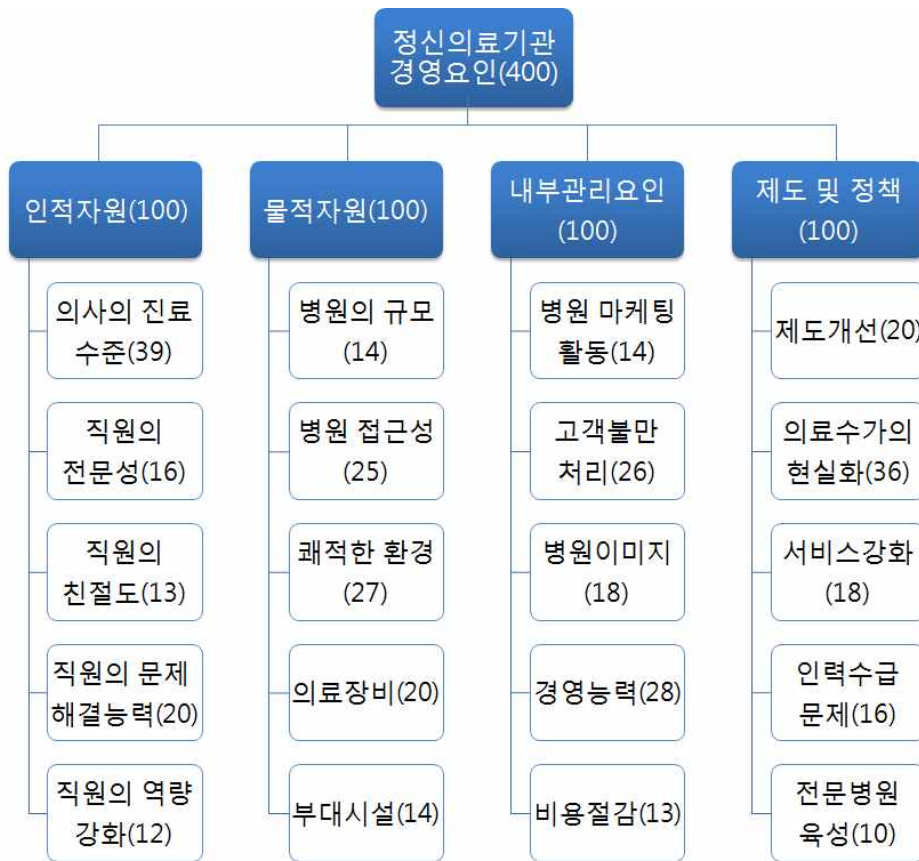 정신의료기관
경영요인(400)
인적자원(100)
의사의 진료
수준(39)
직원의
전문성(16)
직원의
친절도(13)
직원의 문제
해결능력(20)
직원의 역량
강화(12)
물적자원(100)
병원의 규모
(14)
병원 접근성
(25)
쾌적한 환경
(27)
의료장비(20)
부대시설(14)
내부관리요인
(100)
병원 마케팅
활동(14)
고객불만
처리(26)
병원이미지
(18)
경영능력(28)
비용절감(13)
제도 및 정책
(100)
제도개선(20)
의료수가의
현실화(36)
서비스강화
(18)
인력수급
문제(16)
전문병원
육성(10)